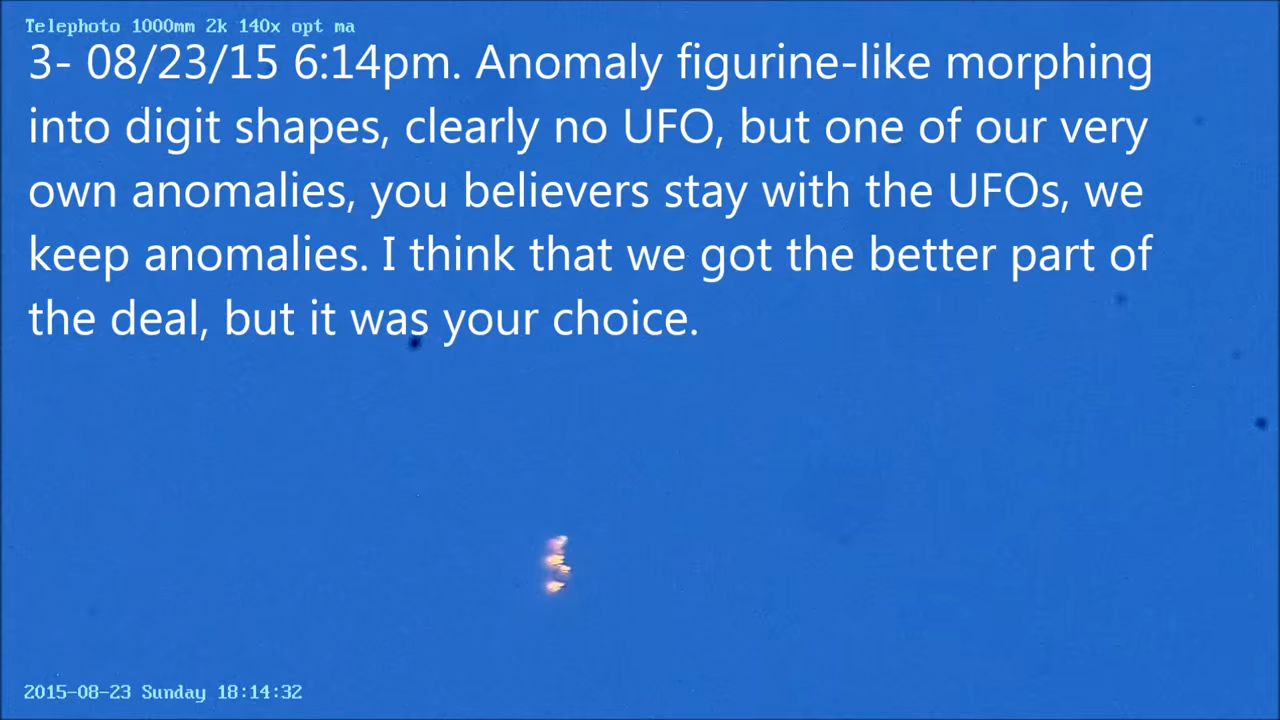 Telephoto 1000mm 2k 140x opt ma
3- 08/23/15 6:14pm. Anomaly figurine-like morphing
into digit shapes, clearly no UFO, but one of our very
own anomalies, you believers stay with the UFOs, we
keep anomalies. I think that we got the better part of
the deal, but it was your choice.
2015-08-23 Sunday 18:14:32